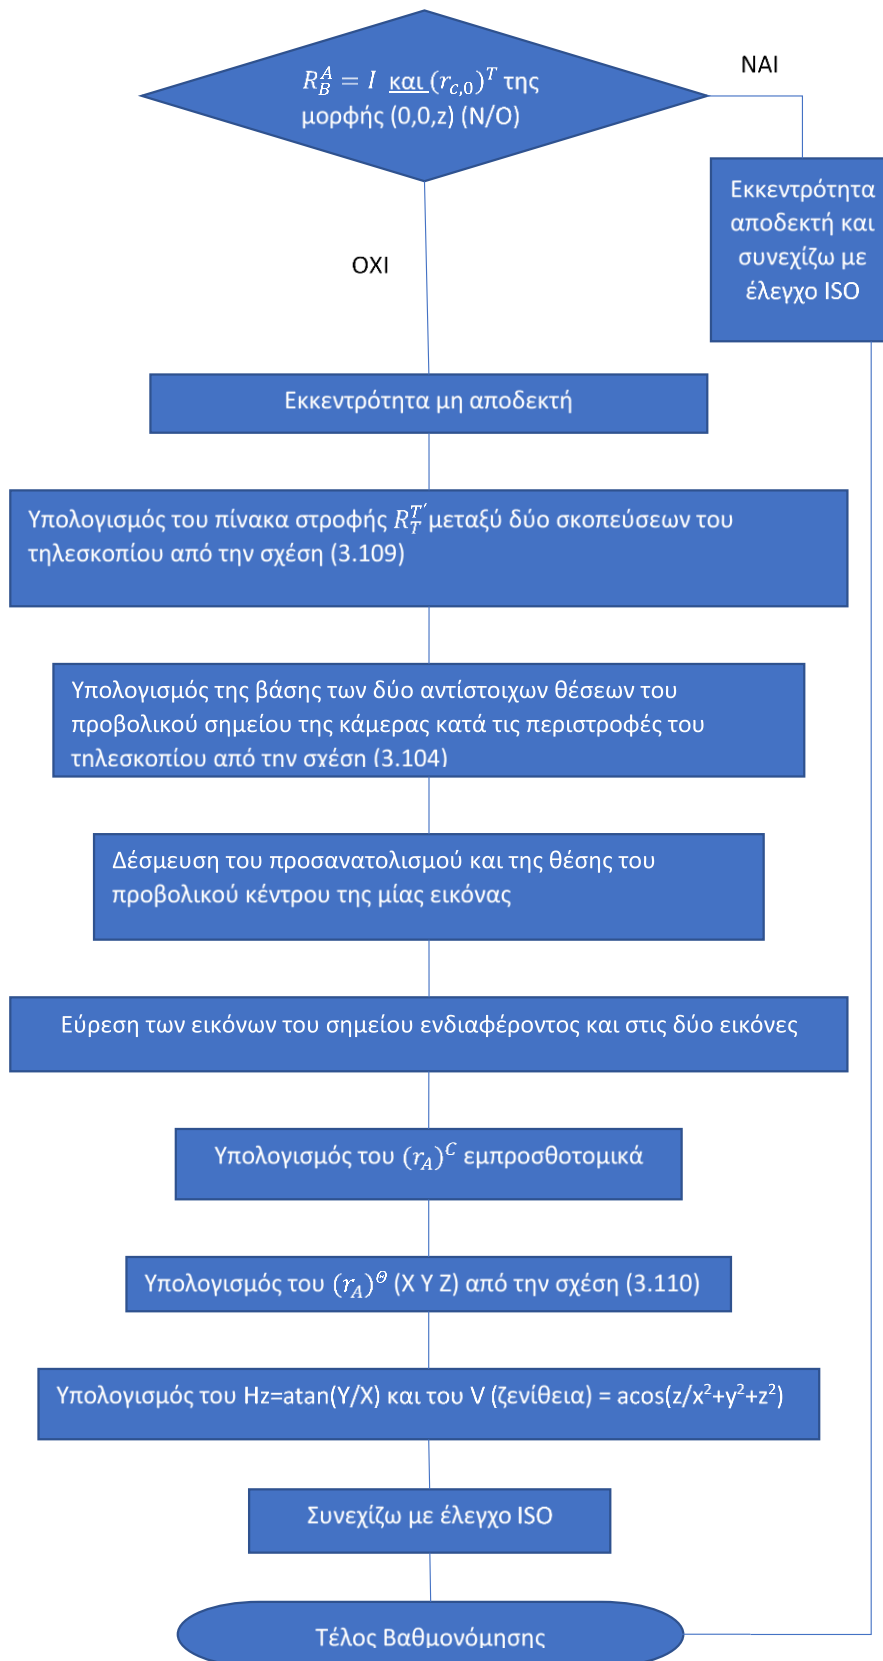 $R_B^A = I$ και $(r_{c,0})^T$ της
μορφής (0,0,z) (Ν/Ο)
ΝΑΙ
Εκκεντρότητα
αποδεκτή και
συνεχίζω με
έλεγχο ISO
ΟΧΙ
Εκκεντρότητα μη αποδεκτή
Υπολογισμός του πίνακα στροφής $R_T^{T'}$ μεταξύ δύο σκοπεύσεων του
τηλεσκοπίου από την σχέση (3.109)
Υπολογισμός της βάσης των δύο αντίστοιχων θέσεων του
προβολικού σημείου της κάμερας κατά τις περιστροφές του
τηλεσκοπίου από την σχέση (3.104)
Δέσμευση του προσανατολισμού και της θέσης του
προβολικού κέντρου της μίας εικόνας
Εύρεση των εικόνων του σημείου ενδιαφέροντος και στις δύο εικόνες
Υπολογισμός του $(r_A)^C$ εμπροσθοτομικά
Υπολογισμός του $(r_A)^Θ$ (X Y Z) από την σχέση (3.110)
Υπολογισμός του Hz=atan(Y/X) και του V (ζενίθεια) = acos(z/x²+y²+z²)
Συνεχίζω με έλεγχο ISO
Τέλος Βαθμονόμησης